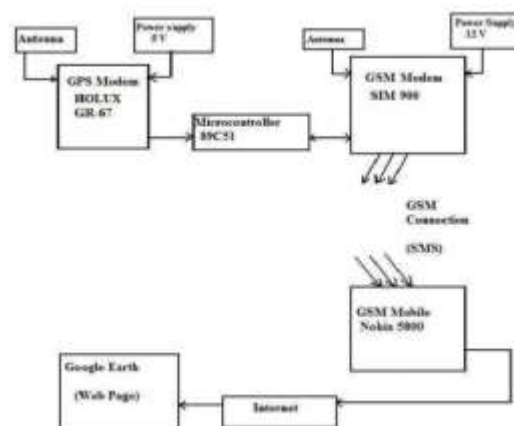 Antenna
Power supply
5 V
GPS Modem
HOLUX
GR-67
Microcontroller
89C51
Antenna
Power Supply
12 V
GSM Modem
SIM 900
GSM
Connection
(SMS)
GSM Mobile
Nokia 5800
Internet
Google Earth
(Web Page)